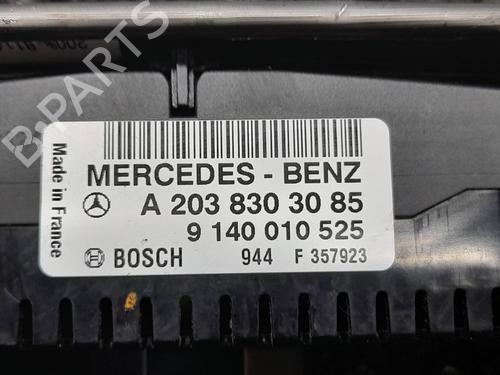 MERCEDES - BENZ
A 203 830 30 85
9 140 010 525
BOSCH 944 F 357923
Made in France
B-PARTS